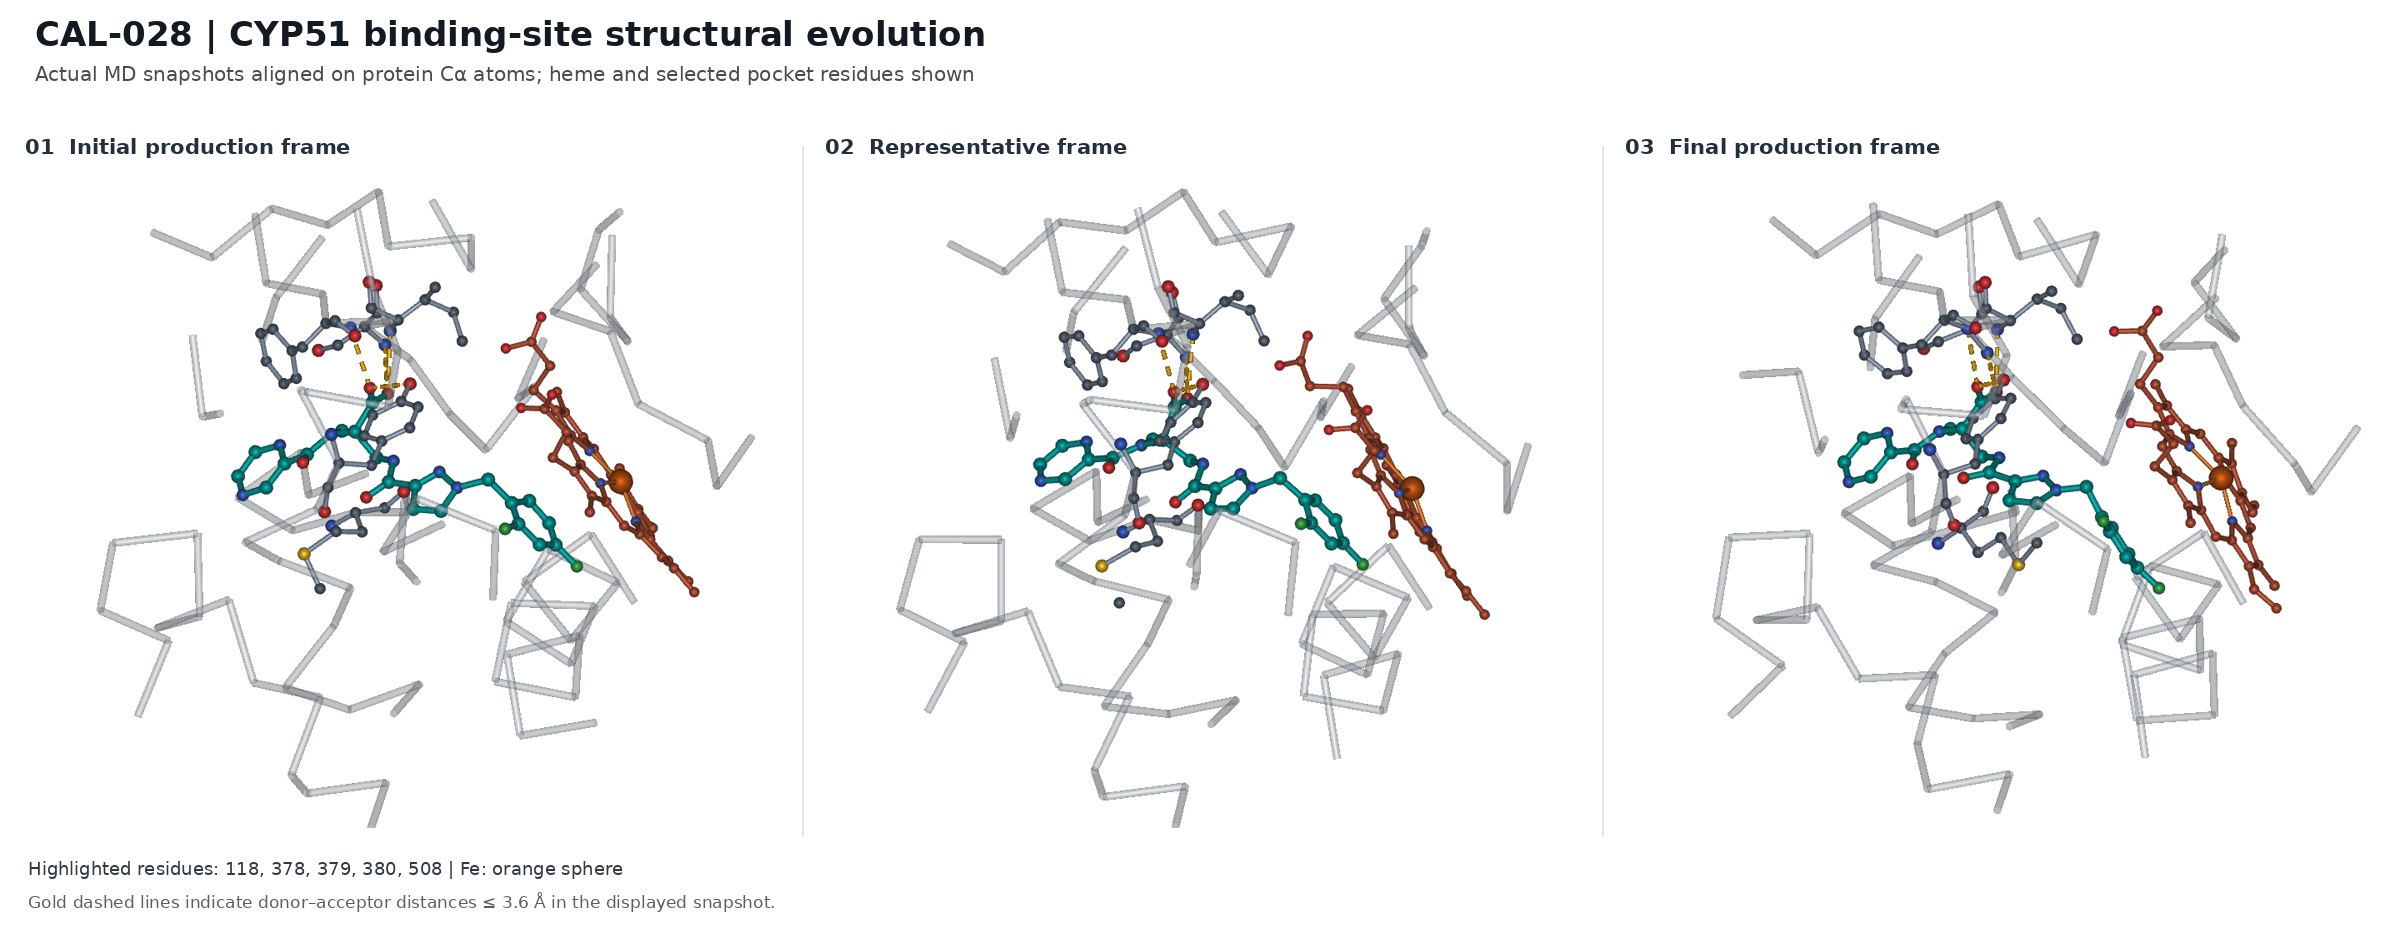 CAL-028 | CYP51 binding-site structural evolution
Actual MD snapshots aligned on protein Cα atoms; heme and selected pocket residues shown
01 Initial production frame
02 Representative frame
03 Final production frame
Highlighted residues: 118, 378, 379, 380, 508 | Fe: orange sphere
Gold dashed lines indicate donor–acceptor distances ≤ 3.6 Å in the displayed snapshot.